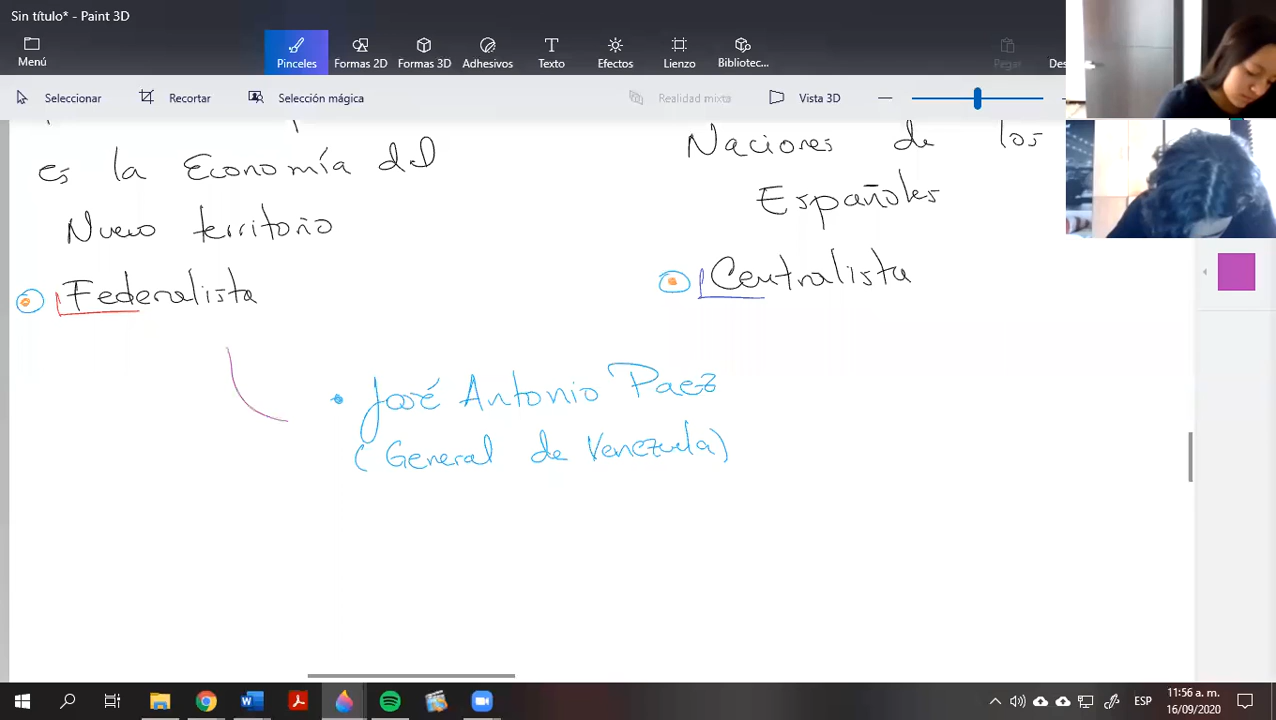 Sin título* - Paint 3D
Menú
Pinceles
Formas 2D
Formas 3D
Adhesivos
Texto
Efectos
Lienzo
Bibliotec...
Pegar
Seleccionar
Recortar
Selección mágica
Realidad mixta
Vista 3D
es la Economía del
Nuevo territorio
Federalista
Naciones de los
Españoles
Centralista
José Antonio Paez
(General de Venezuela)
ESP
11:56 a. m.
16/09/2020